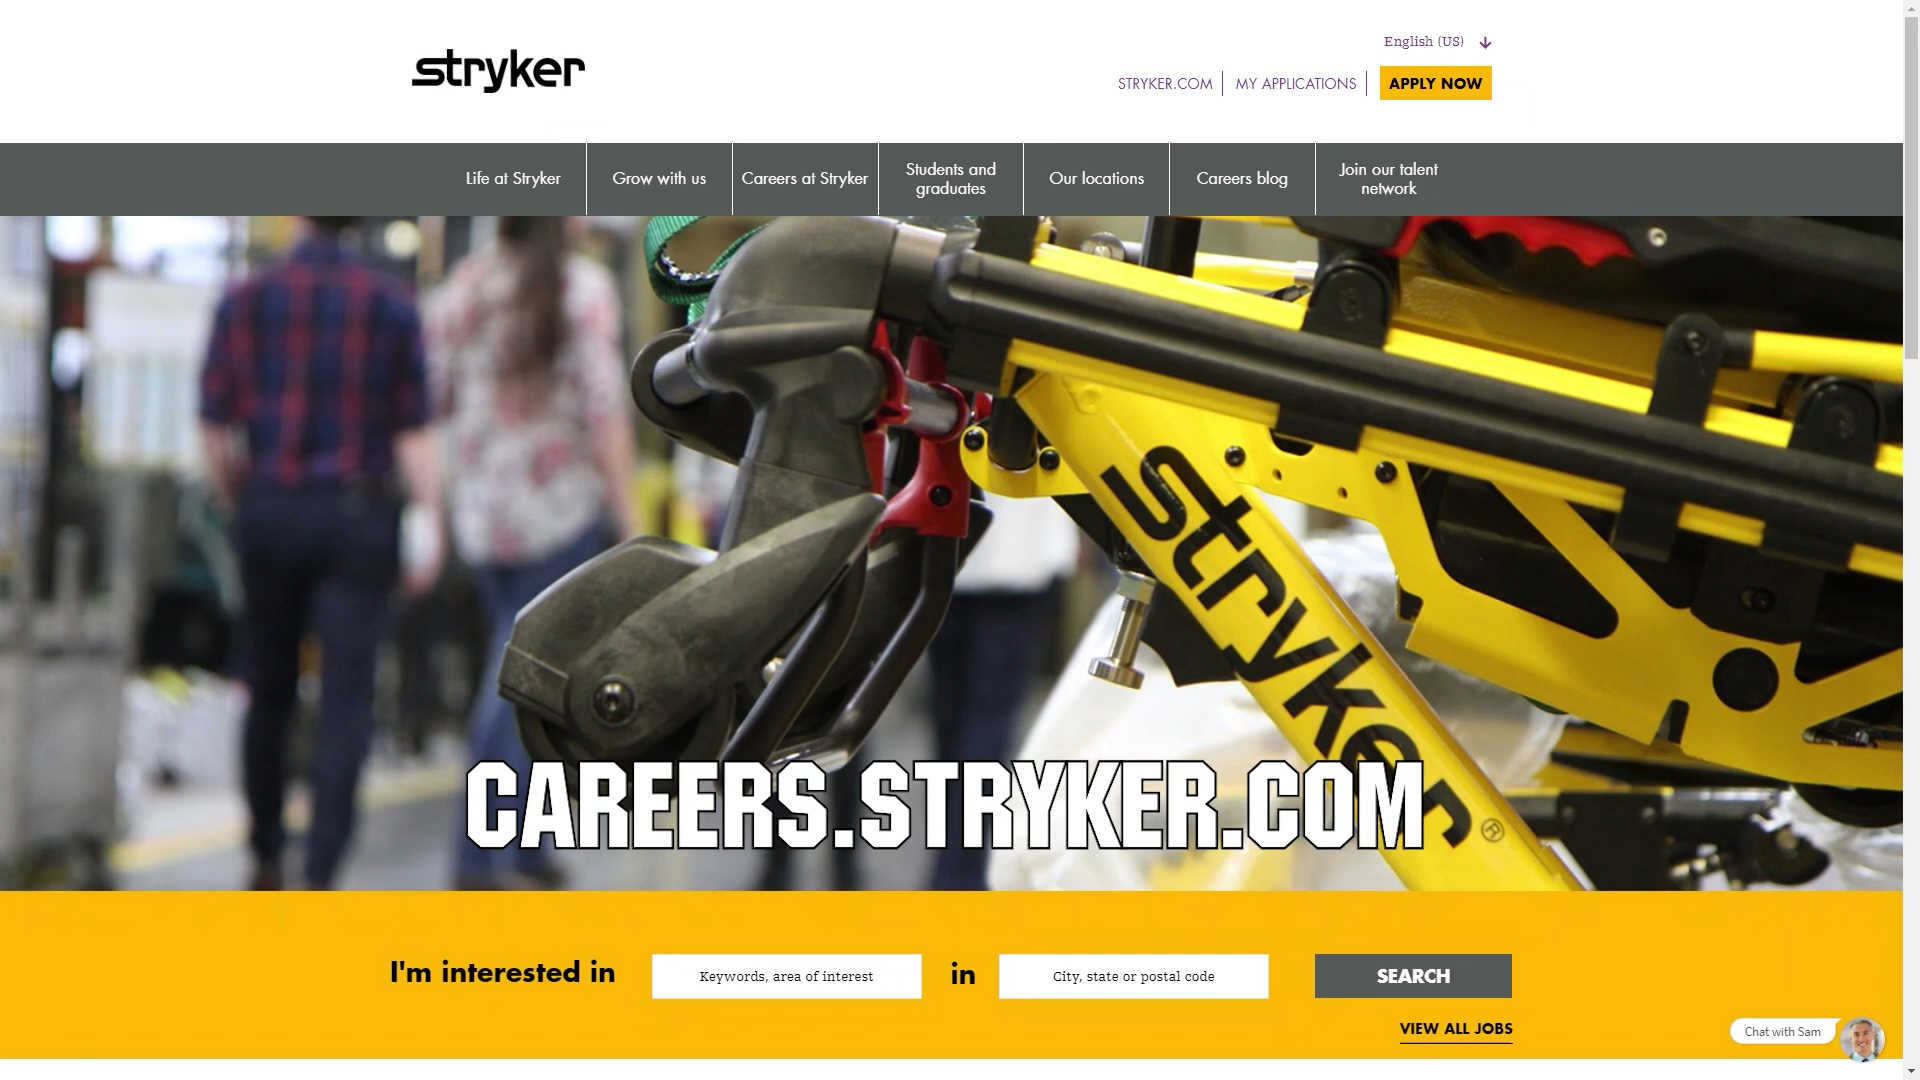 stryker
English (US)
STRYKER.COM
MY APPLICATIONS
APPLY NOW
Life at Stryker
Grow with us
Careers at Stryker
Students and
graduates
Our locations
Careers blog
Join our talent
network
stryker®
CAREERS.STRYKER.COM
I'm interested in
Keywords, area of interest
in
City, state or postal code
SEARCH
VIEW ALL JOBS
Chat with Sam